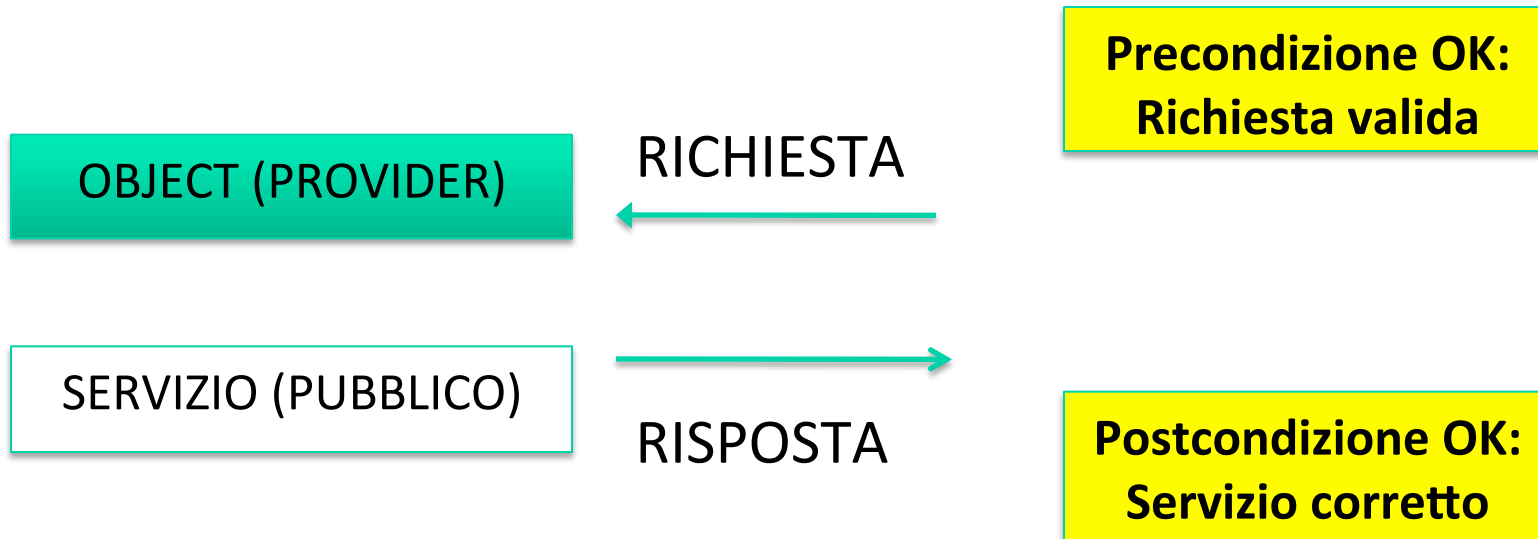 Precondizione OK:
Richiesta valida
OBJECT (PROVIDER)
RICHIESTA
SERVIZIO (PUBBLICO)
RISPOSTA
Postcondizione OK:
Servizio corretto